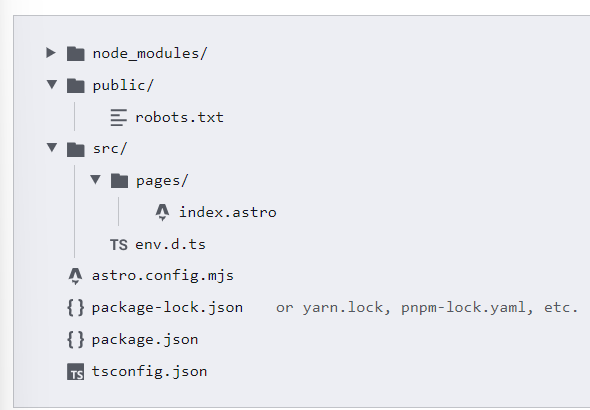 node_modules/
public/
robots.txt
src/
pages/
index.astro
TS env.d.ts
astro.config.mjs
{} package-lock.json or yarn.lock, pnpm-lock.yaml, etc.
{} package.json
TS tsconfig.json